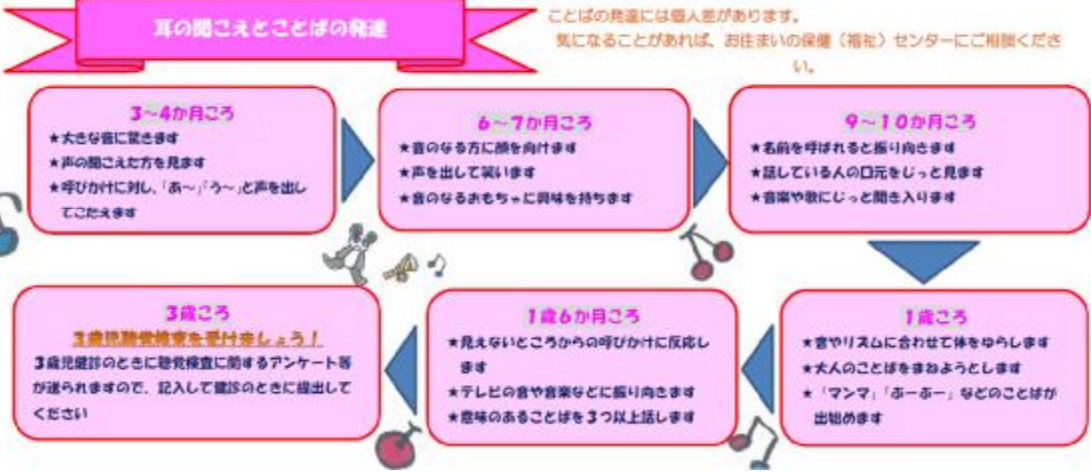 耳の聞こえとことばの発達
ことばの発達には個人差があります。
気になることがあれば、お住まいの保健（福祉）センターにご相談くださ
い。
3～4か月ころ
★大きな音に驚きます
★声の聞こえた方を見ます
★呼びかけに対し、「あ～」「う～」と声を出し
てこたえます
6～7か月ころ
★音のなる方に顔を向けます
★声を出して笑います
★音のなるおもちゃに興味を持ちます
9～10か月ころ
★名前を呼ばれると振り向きます
★話している人の口元をじっと見ます
★音楽や歌にじっと聞き入ります
1歳ころ
★音やリズムに合わせて体をゆらします
★大人のことばをまねようとします
★「マンマ」「ぶーぶー」などのことばが
出始めます
1歳6か月ころ
★見えないところからの呼びかけに反応し
ます
★テレビの音や音楽などに振り向きます
★意味のあることばを3つ以上話します
3歳ころ
3歳児聴覚検査を受けましょう！
3歳児健診のときに聴覚検査に関するアンケート等
が送られますので、記入して健診のときに提出して
ください